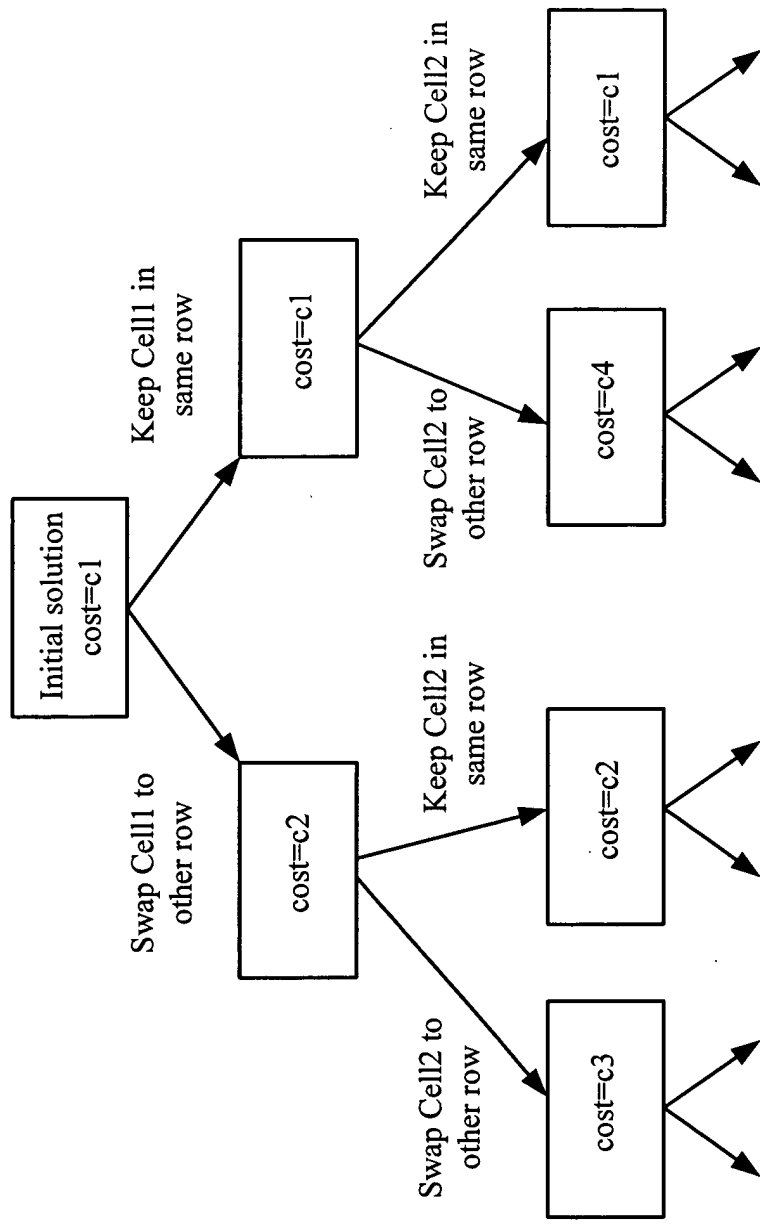 Initial solution
cost=c1
Swap Cell1 to
other row
Keep Cell1 in
same row
cost=c2
cost=c1
Swap Cell2 to
other row
Keep Cell2 in
same row
Swap Cell2 to
other row
Keep Cell2 in
same row
cost=c3
cost=c2
cost=c4
cost=c1